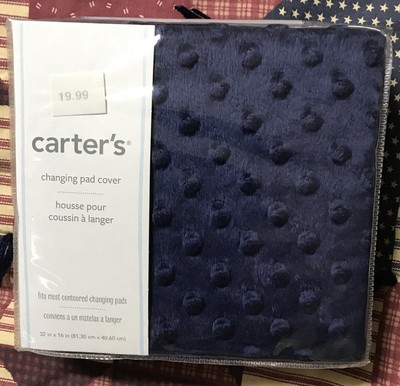 19.99
carter's®
changing pad cover
housse pour
coussin à langer
fits most contoured changing pads
conviens a un matelas a langer
32 in x 16 in (81.30 cm x 40.60 cm)